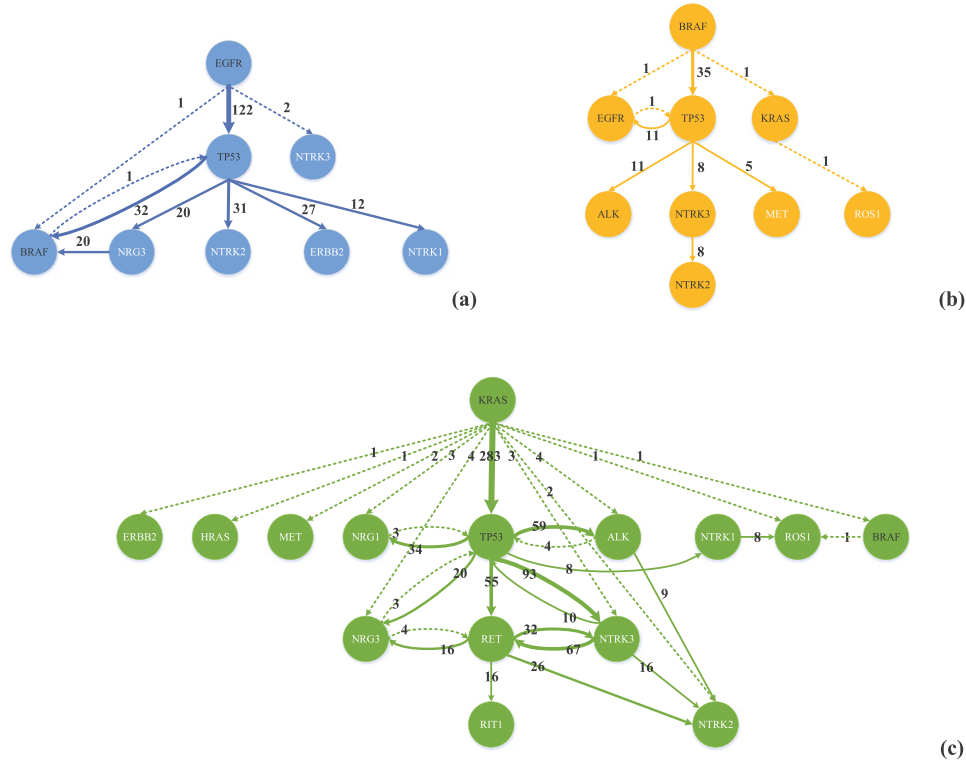 EGFR
1
122
2
TP53
NTRK3
1
32
20
31
27
12
20
BRAF
NRG3
NTRK2
ERBB2
NTRK1
(a)
BRAF
1
35
1
EGFR
1
11
TP53
KRAS
11
8
5
1
ALK
NTRK3
MET
ROS1
8
NTRK2
(b)
KRAS
1
1
2
3
4
283
3
4
2
1
1
ERBB2
HRAS
MET
NRG1
3
34
TP53
59
4
ALK
NTRK1
8
ROS1
1
BRAF
20
55
93
8
3
10
9
NRG3
4
16
RET
32
67
NTRK3
16
26
16
RIT1
NTRK2
(c)